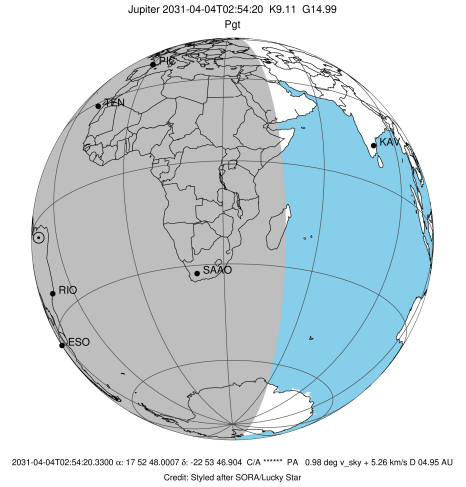 Jupiter 2031-04-04T02:54:20 K9.11 G14.99
Pgt
PIC
TEN
KAV
SAAO
RIO
ESO
2031-04-04T02:54:20.3300 α: 17 52 48.0007 δ: -22 53 46.904 C/A ****** PA 0.98 deg v_sky + 5.26 km/s D 04.95 AU
Credit: Styled after SORA/Lucky Star